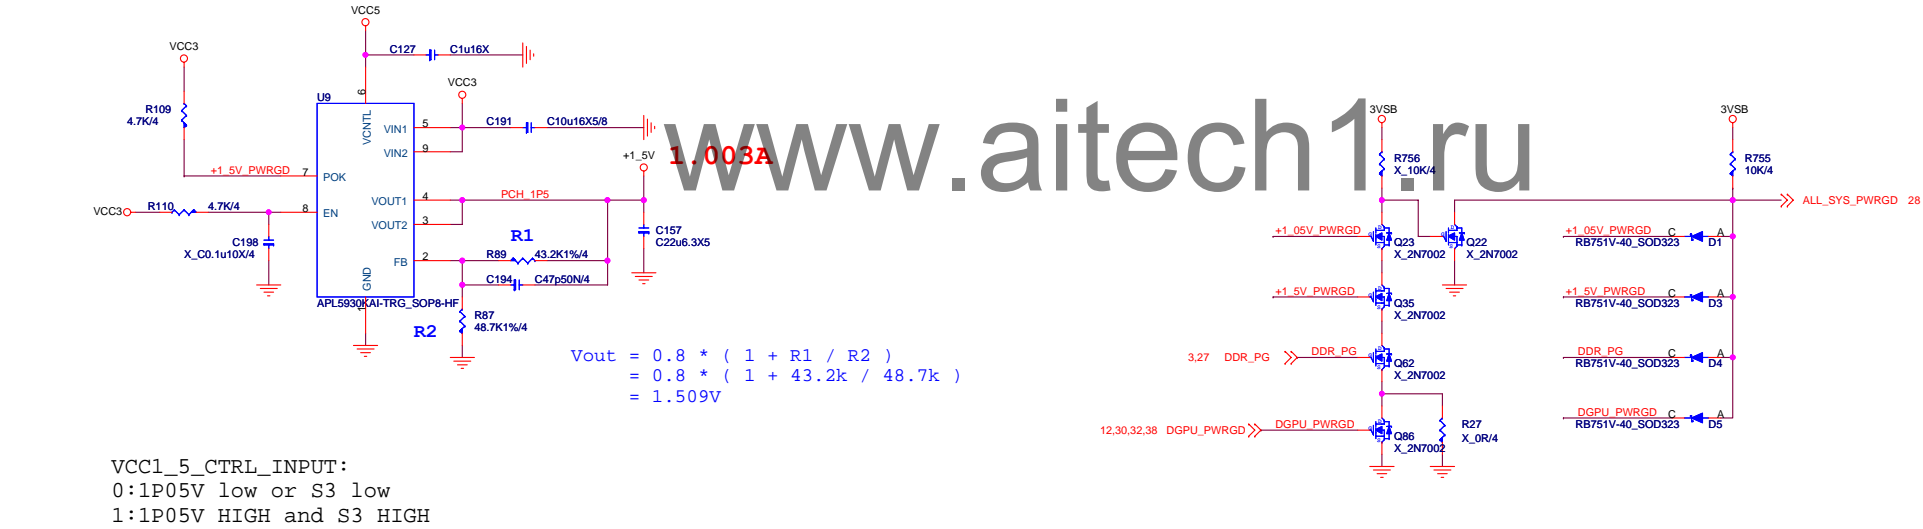 VCC5
VCC3
C127 C1u16X
VCC3
R109
4.7K/4
U9
6
VCNTL
VIN1 5
VIN2 9
C191 C10u16X5/8
+1_5V
1.003A
www.aitech1.ru
+1_5V_PWRGD 7 POK
VOUT1 4 PCH_1P5
VCC3 R110 4.7K/4 8 EN
VOUT2 3
C157
C22u6.3X5
C198
X_C0.1u10X/4
R1
FB 2 R89 43.2K1%/4
GND
1
C194 C47p50N/4
APL5930KAI-TRG_SOP8-HF
R87
48.7K1%/4
R2
Vout = 0.8 * ( 1 + R1 / R2 )
= 0.8 * ( 1 + 43.2k / 48.7k )
= 1.509V
VCC1_5_CTRL_INPUT:
0:1P05V low or S3 low
1:1P05V HIGH and S3 HIGH
3VSB
R756
X_10K/4
+1_05V_PWRGD
Q23
X_2N7002
Q22
X_2N7002
+1_5V_PWRGD
Q35
X_2N7002
3,27 DDR_PG DDR_PG
Q62
X_2N7002
12,30,32,38 DGPU_PWRGD DGPU_PWRGD
Q86
X_2N7002
R27
X_0R/4
3VSB
R755
10K/4
ALL_SYS_PWRGD 28
+1_05V_PWRGD C A
RB751V-40_SOD323 D1
+1_5V_PWRGD C A
RB751V-40_SOD323 D3
DDR_PG C A
RB751V-40_SOD323 D4
DGPU_PWRGD C A
RB751V-40_SOD323 D5